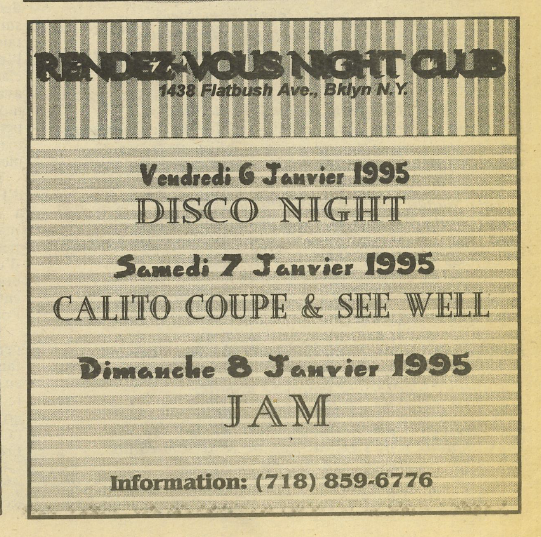 RENDEZ-VOUS NIGHT CLUB
1438 Flatbush Ave., Bklyn N.Y.
Vendredi 6 Janvier 1995
DISCO NIGHT
Samedi 7 Janvier 1995
CALITO COUPE & SEE WELL
Dimanche 8 Janvier 1995
JAM
Information: (718) 859-6776